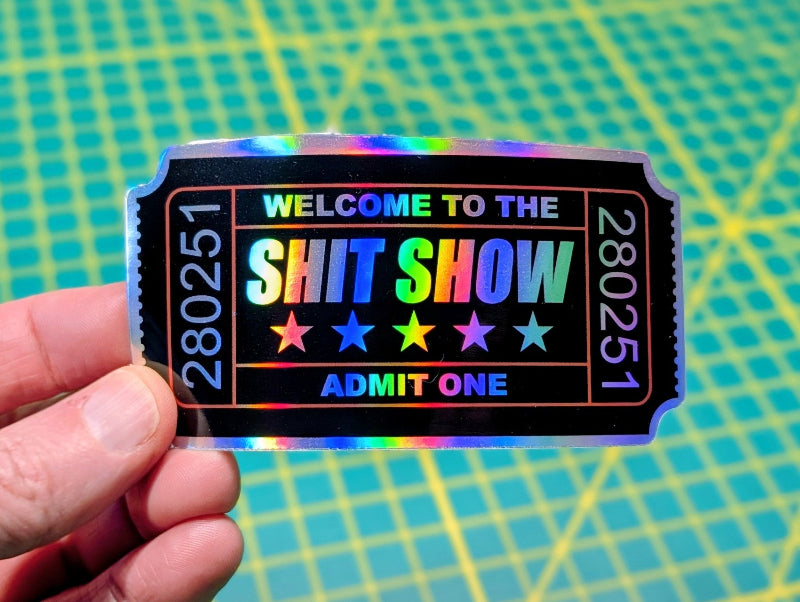 280251
WELCOME TO THE
SHIT SHOW
ADMIT ONE
280251